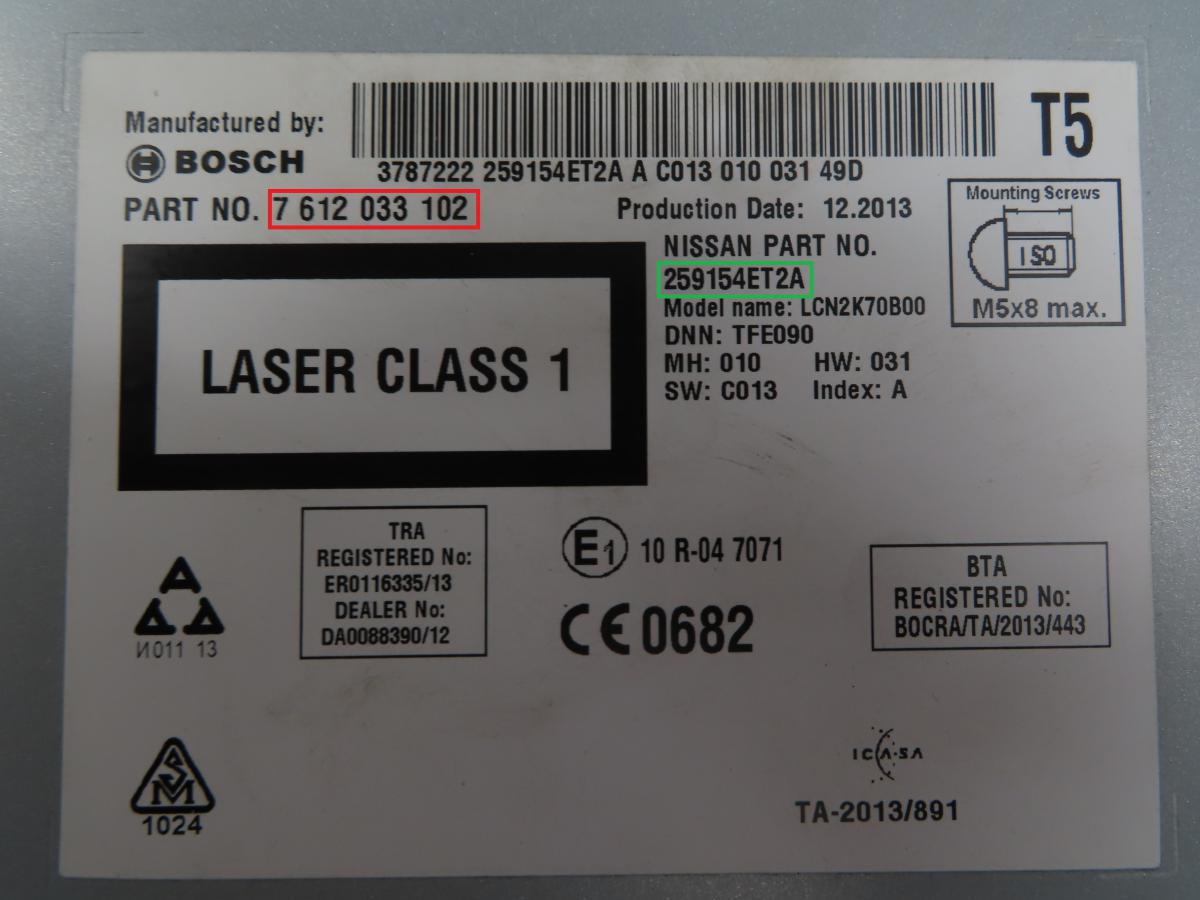 Manufactured by:
BOSCH
3787222 259154ET2A A C013 010 031 49D
T5
PART NO. 7 612 033 102
Production Date: 12.2013
Mounting Screws
ISO
M5x8 max.
NISSAN PART NO.
259154ET2A
Model name: LCN2K70B00
DNN: TFE090
MH: 010 HW: 031
SW: C013 Index: A
LASER CLASS 1
TRA
REGISTERED No:
ER0116335/13
DEALER No:
DA0088390/12
E1 10 R-04 7071
CE 0682
BTA
REGISTERED No:
BOCRA/TA/2013/443
A
A A
И011 13
S
M
1024
ICASA
TA-2013/891